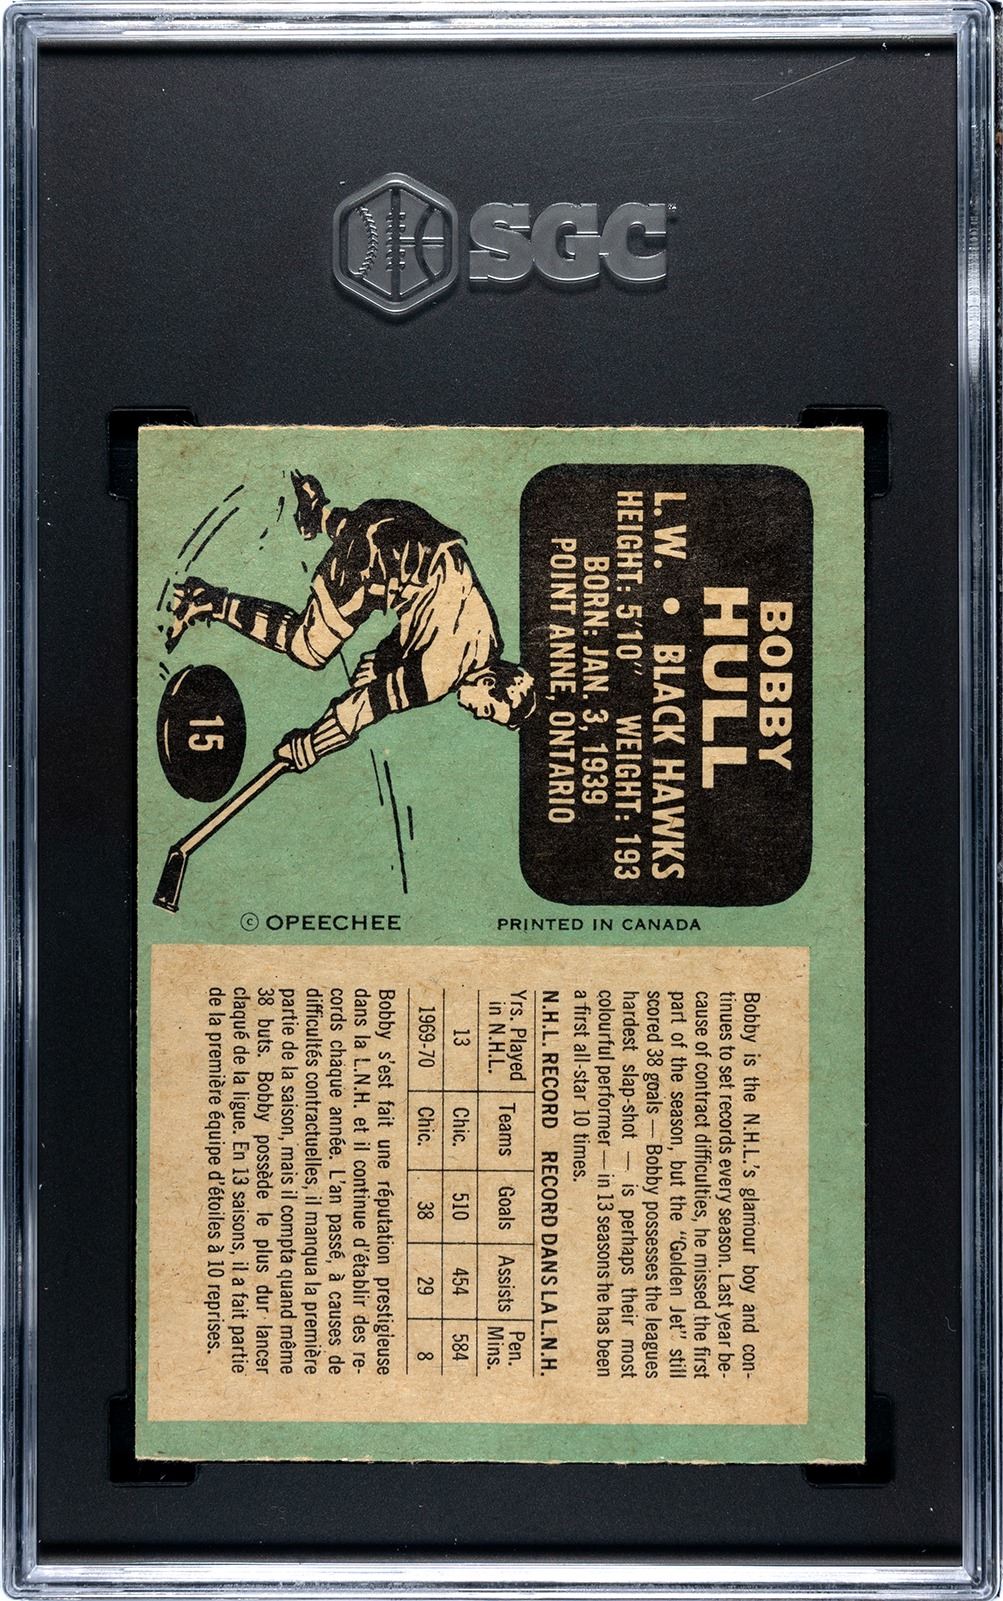 SGC
BOBBY
HULL
L. W. • BLACK HAWKS
HEIGHT: 5'10" WEIGHT: 193
BORN: JAN. 3, 1939
POINT ANNE, ONTARIO
15
© OPEECHEE
PRINTED IN CANADA
Bobby is the N.H.L.'s glamour boy and con-
tinues to set records every season. Last year be-
cause of contract difficulties, he missed the first
part of the season, but the "Golden Jet" still
scored 38 goals — Bobby possesses the leagues
hardest slap-shot — is perhaps their most
colourful performer — in 13 seasons he has been
a first all-star 10 times.
N.H.L. RECORD RECORD DANS LA L.N.H.
Yrs. Played in N.H.L. Teams Goals Assists Pen. Mins.
13 Chic. 510 454 584
1969-70 Chic. 38 29 8
Bobby s'est fait une réputation prestigieuse
dans la L.N.H. et il continue d'établir des re-
cords chaque année. L'an passé, à causes de
difficultés contractuelles, il manqua la première
partie de la saison, mais il compta quand même
38 buts. Bobby possède le plus dur lancer
claqué de la ligue. En 13 saisons, il a fait partie
de la première équipe d'étoiles à 10 reprises.